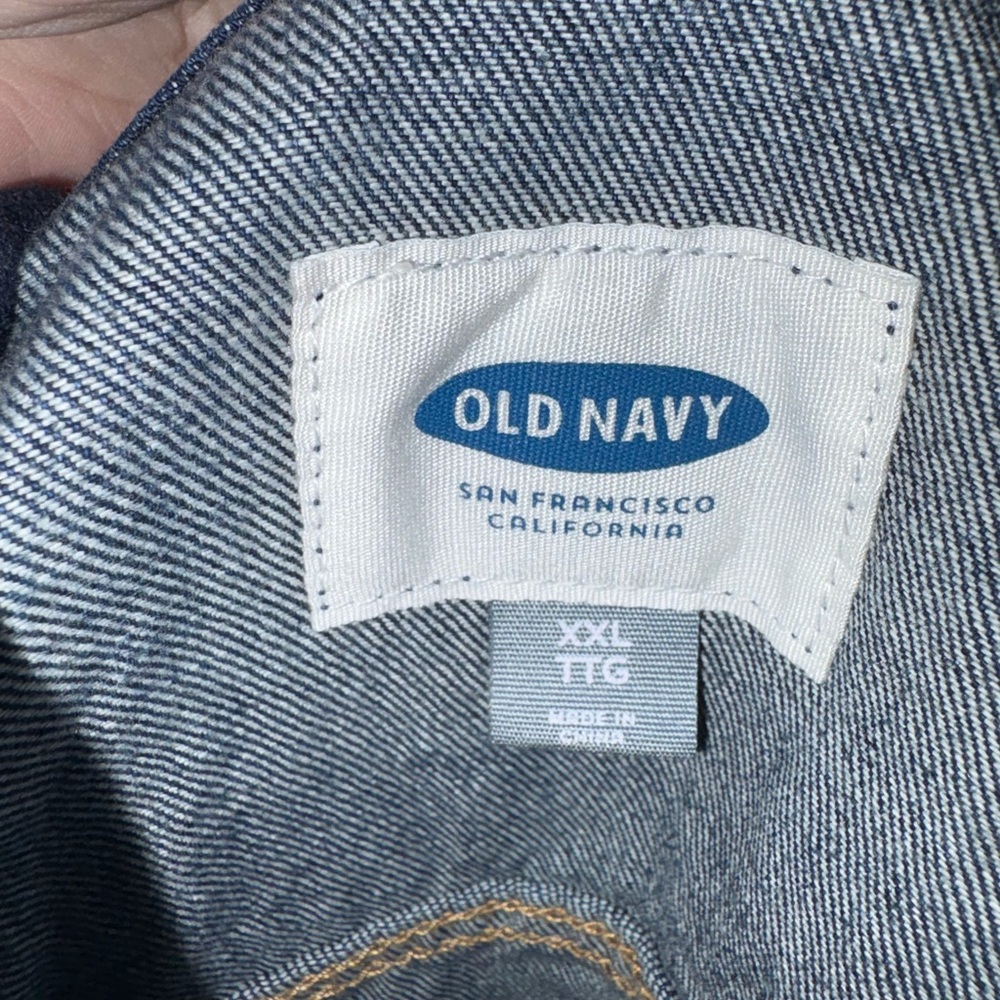 OLD NAVY
SAN FRANCISCO
CALIFORNIA
XXL
TTG
MADE IN
CHINA